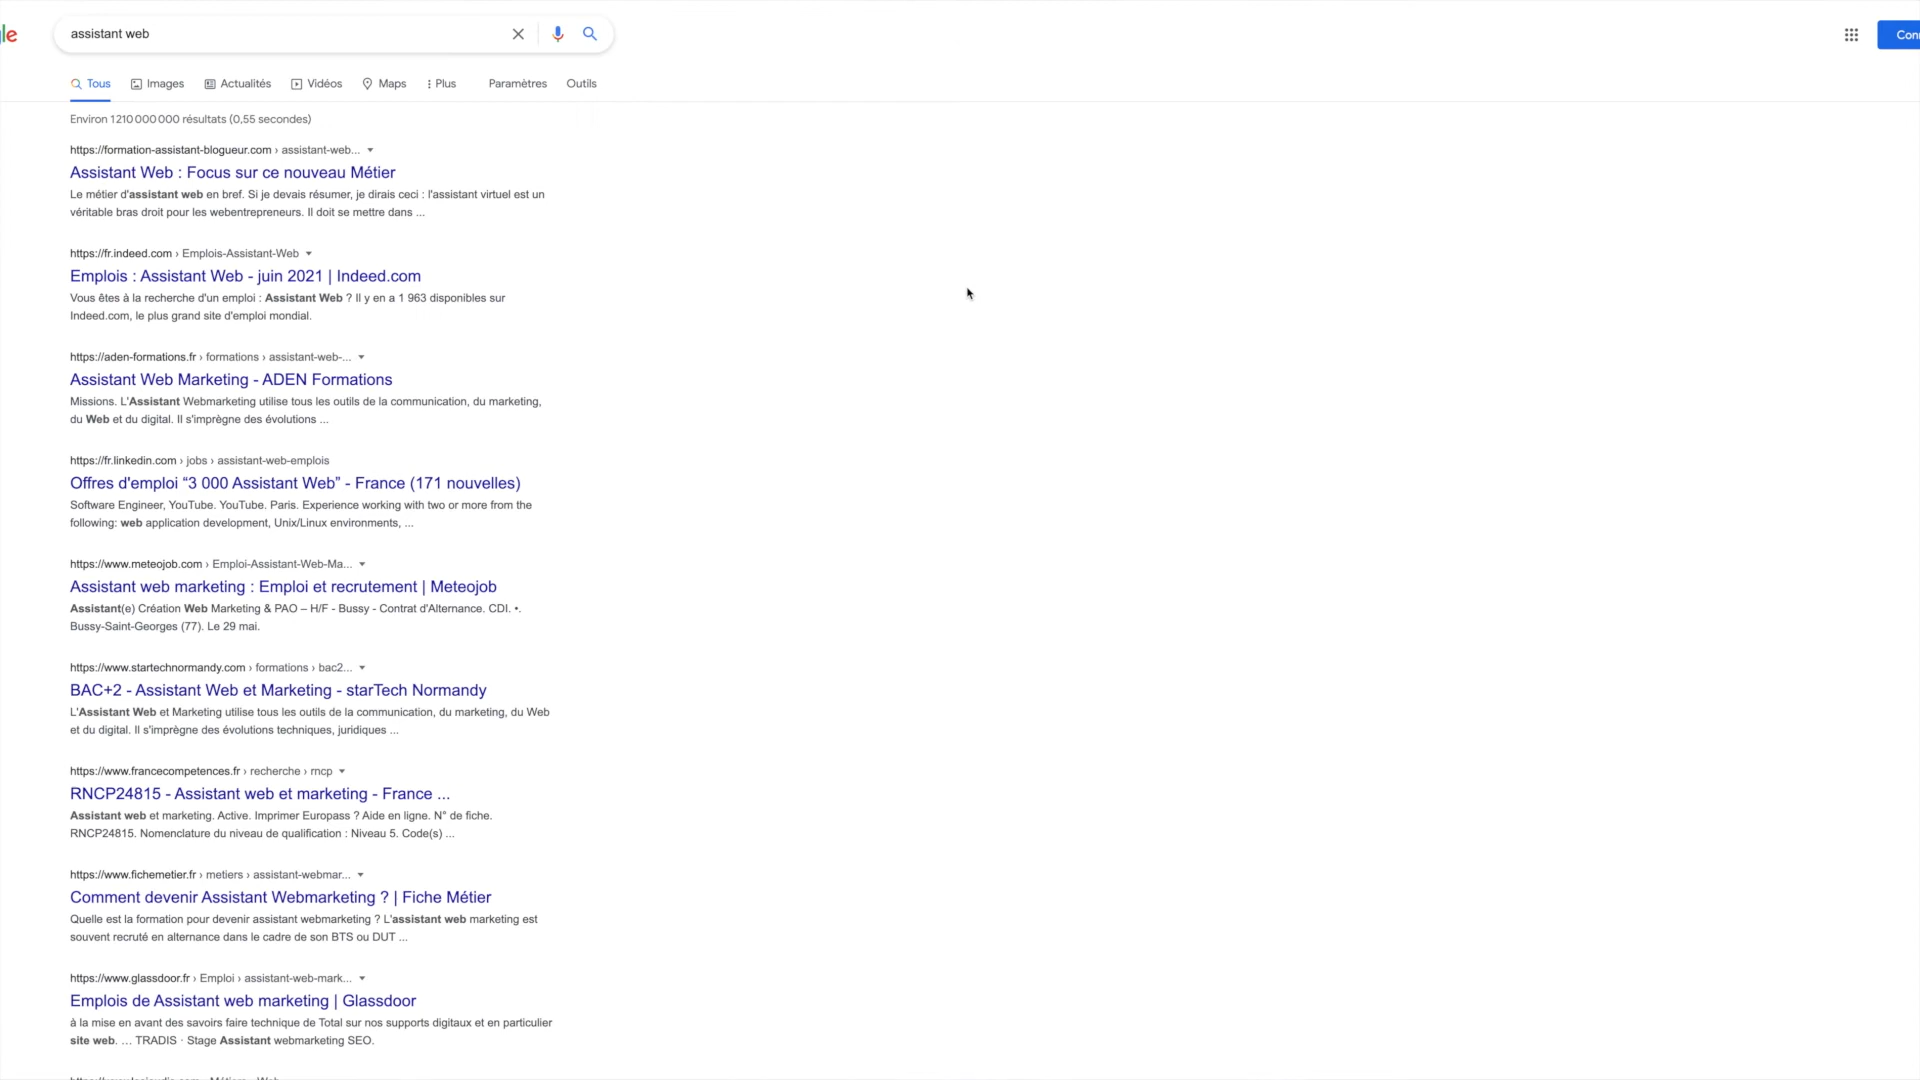 le
assistant web
Conn
Tous Images Actualités Vidéos Maps Plus Paramètres Outils
Environ 1 210 000 000 résultats (0,55 secondes)
https://formation-assistant-blogueur.com › assistant-web...
Assistant Web : Focus sur ce nouveau Métier
Le métier d'assistant web en bref. Si je devais résumer, je dirais ceci : l'assistant virtuel est un
véritable bras droit pour les webentrepreneurs. Il doit se mettre dans ...
https://fr.indeed.com › Emplois-Assistant-Web
Emplois : Assistant Web - juin 2021 | Indeed.com
Vous êtes à la recherche d'un emploi : Assistant Web ? Il y en a 1 963 disponibles sur
Indeed.com, le plus grand site d'emploi mondial.
https://aden-formations.fr › formations › assistant-web-...
Assistant Web Marketing - ADEN Formations
Missions. L'Assistant Webmarketing utilise tous les outils de la communication, du marketing,
du Web et du digital. Il s'imprègne des évolutions ...
https://fr.linkedin.com › jobs › assistant-web-emplois
Offres d'emploi “3 000 Assistant Web” - France (171 nouvelles)
Software Engineer, YouTube. YouTube. Paris. Experience working with two or more from the
following: web application development, Unix/Linux environments, ...
https://www.meteojob.com › Emploi-Assistant-Web-Ma...
Assistant web marketing : Emploi et recrutement | Meteojob
Assistant(e) Création Web Marketing & PAO – H/F - Bussy - Contrat d'Alternance. CDI. •.
Bussy-Saint-Georges (77). Le 29 mai.
https://www.startechnormandy.com › formations › bac2...
BAC+2 - Assistant Web et Marketing - starTech Normandy
L'Assistant Web et Marketing utilise tous les outils de la communication, du marketing, du Web
et du digital. Il s'imprègne des évolutions techniques, juridiques ...
https://www.francecompetences.fr › recherche › rncp
RNCP24815 - Assistant web et marketing - France ...
Assistant web et marketing. Active. Imprimer Europass ? Aide en ligne. N° de fiche.
RNCP24815. Nomenclature du niveau de qualification : Niveau 5. Code(s) ...
https://www.fichemetier.fr › metiers › assistant-webmar...
Comment devenir Assistant Webmarketing ? | Fiche Métier
Quelle est la formation pour devenir assistant webmarketing ? L'assistant web marketing est
souvent recruté en alternance dans le cadre de son BTS ou DUT ...
https://www.glassdoor.fr › Emploi › assistant-web-mark...
Emplois de Assistant web marketing | Glassdoor
à la mise en avant des savoirs faire technique de Total sur nos supports digitaux et en particulier
site web. ... TRADIS · Stage Assistant webmarketing SEO.